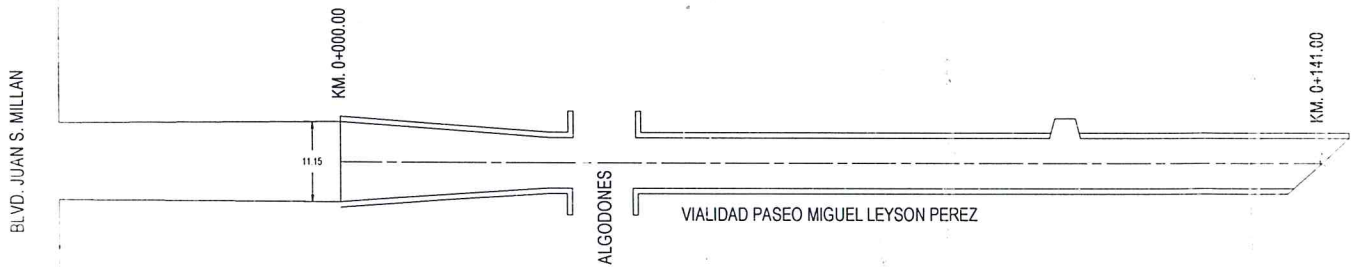 BLVD. JUAN S. MILLAN
KM. 0+000.00
11.15
ALGODONES
VIALIDAD PASEO MIGUEL LEYSON PEREZ
KM. 0+141.00